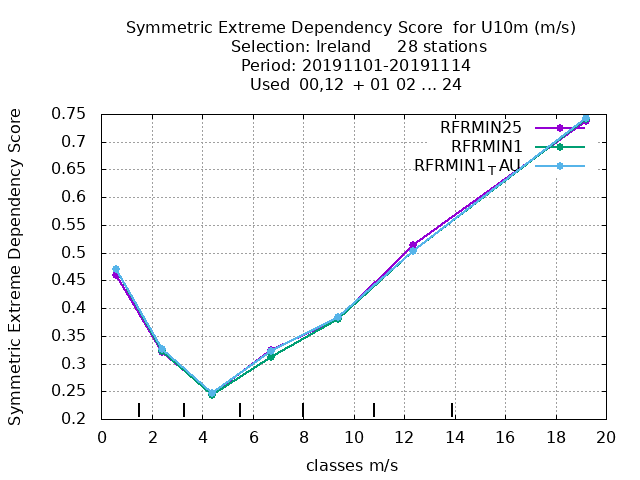 Symmetric Extreme Dependency Score  for U10m (m/s)
Selection: Ireland     28 stations
Period: 20191101-20191114
Used  00,12  + 01 02 ... 24
Symmetric Extreme Dependency Score
0.75
0.7
0.65
0.6
0.55
0.5
0.45
0.4
0.35
0.3
0.25
0.2
RFRMIN25
RFRMIN1
RFRMIN1TAU
0 2 4 6 8 10 12 14 16 18 20
classes m/s